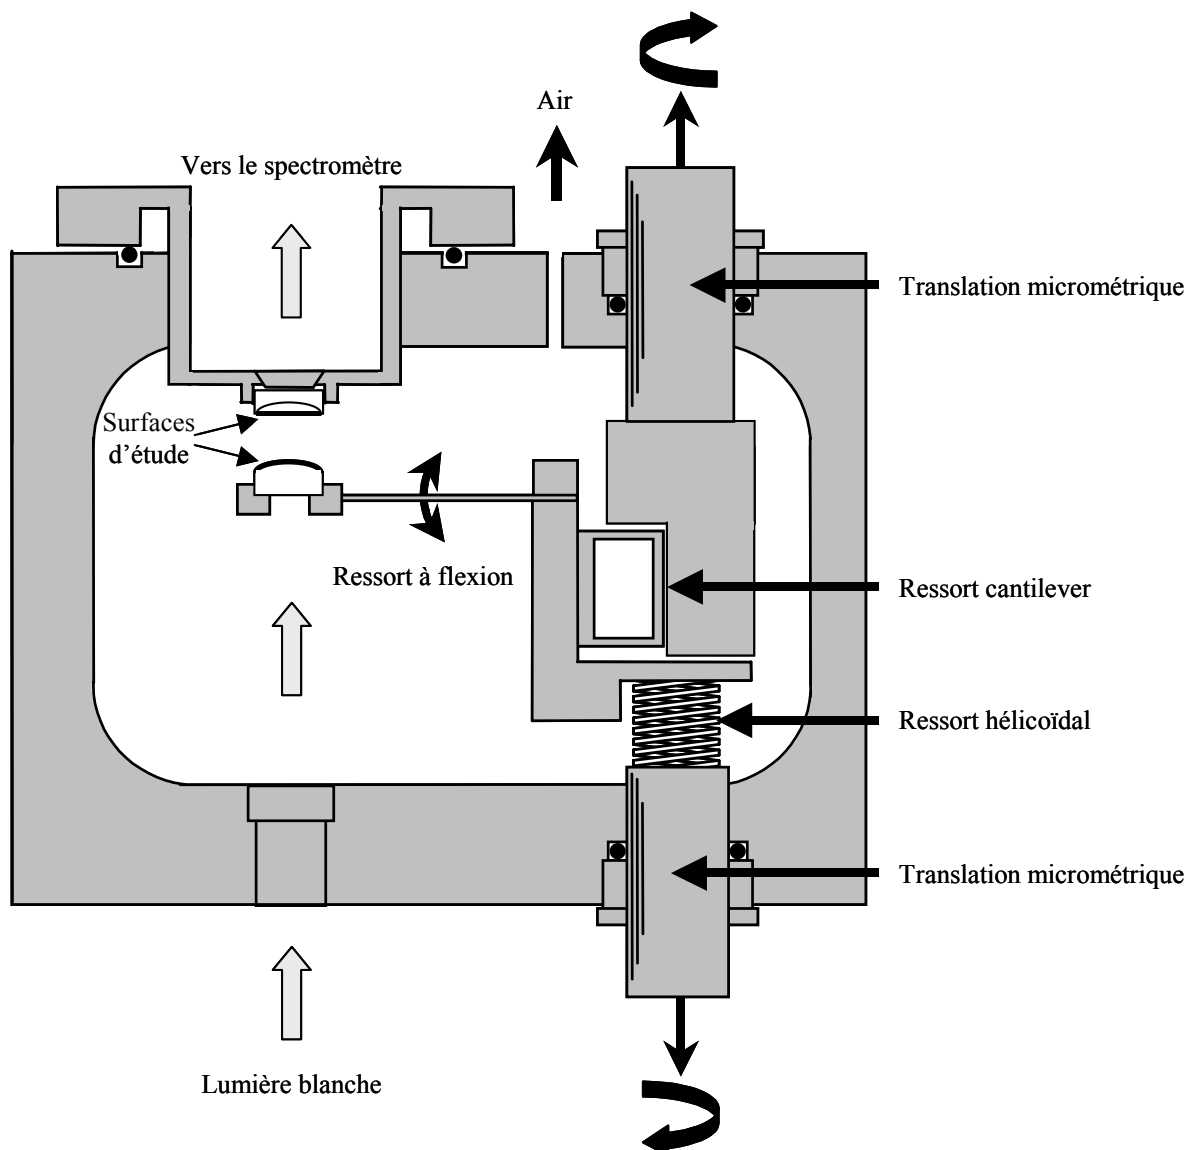 Air
Vers le spectromètre
Translation micrométrique
Surfaces
d’étude
Ressort à flexion
Ressort cantilever
Ressort hélicoïdal
Translation micrométrique
Lumière blanche